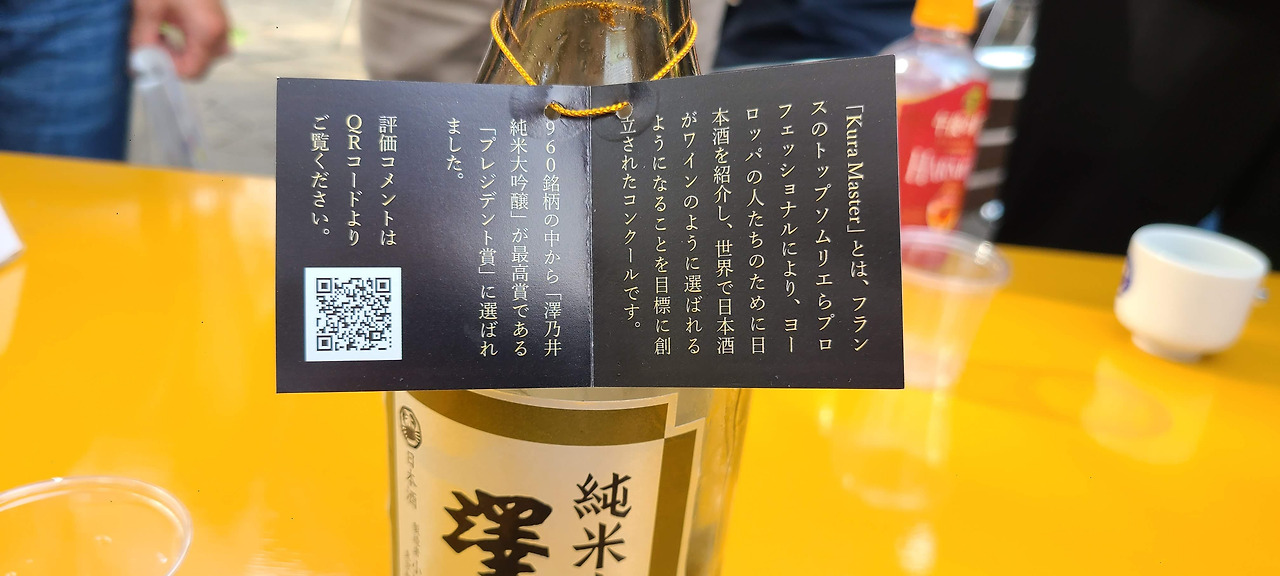 「Kura Master」とは、フラン
スのトップソムリエらプロ
フェッショナルにより、ヨー
ロッパの人たちのために日
本酒を紹介し、世界で日本酒
がワインのように選ばれる
ようになることを目標に創
立されたコンクールです。
960銘柄の中から「澤乃井
純米大吟醸」が最高賞である
「プレジデント賞」に選ばれ
ました。
評価コメントは
QRコードより
ご覧ください。
純米
澤
日本酒